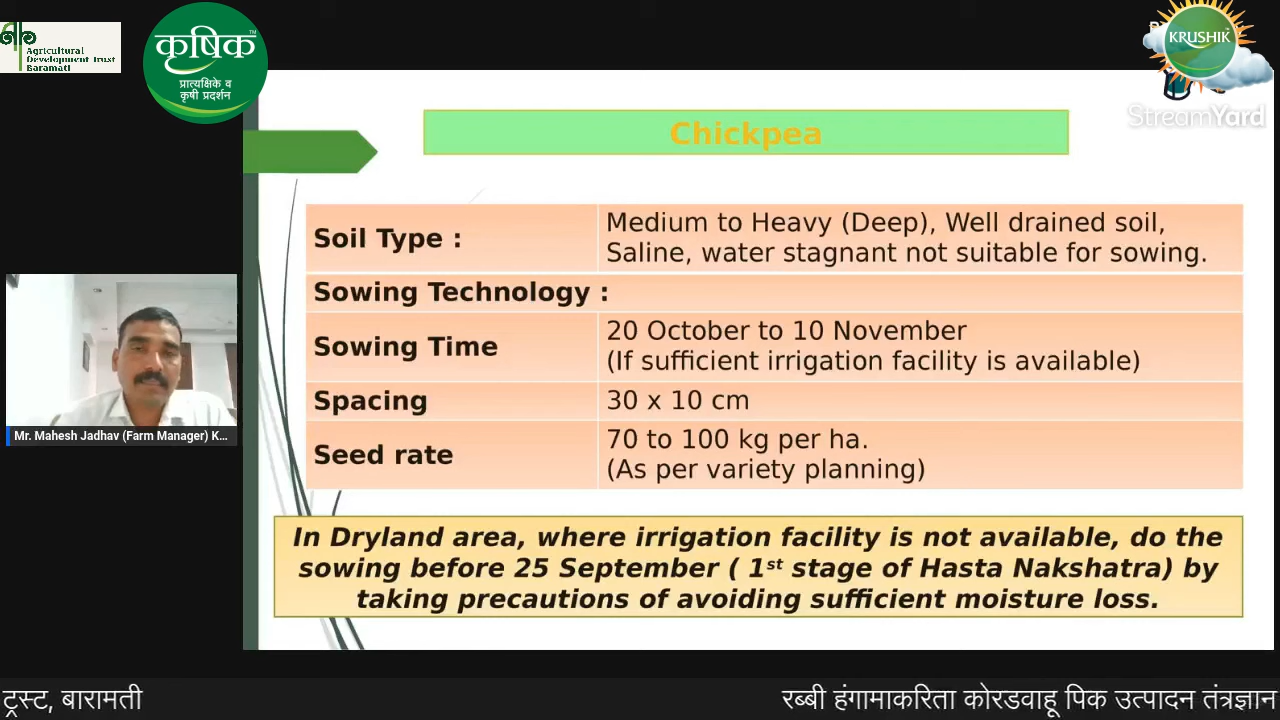 Agricultural
Development Trust
Baramati
कृषिक
TM
प्रात्यक्षिके व
कृषी प्रदर्शन
KRUSHIK
StreamYard
Chickpea
Soil Type :
Medium to Heavy (Deep), Well drained soil,
Saline, water stagnant not suitable for sowing.
Sowing Technology :
Sowing Time
20 October to 10 November
(If sufficient irrigation facility is available)
Spacing
30 x 10 cm
Seed rate
70 to 100 kg per ha.
(As per variety planning)
Mr. Mahesh Jadhav (Farm Manager) K...
In Dryland area, where irrigation facility is not available, do the
sowing before 25 September ( 1st stage of Hasta Nakshatra) by
taking precautions of avoiding sufficient moisture loss.
ट्रस्ट, बारामती
रब्बी हंगामाकरिता कोरडवाहू पिक उत्पादन तंत्रज्ञान